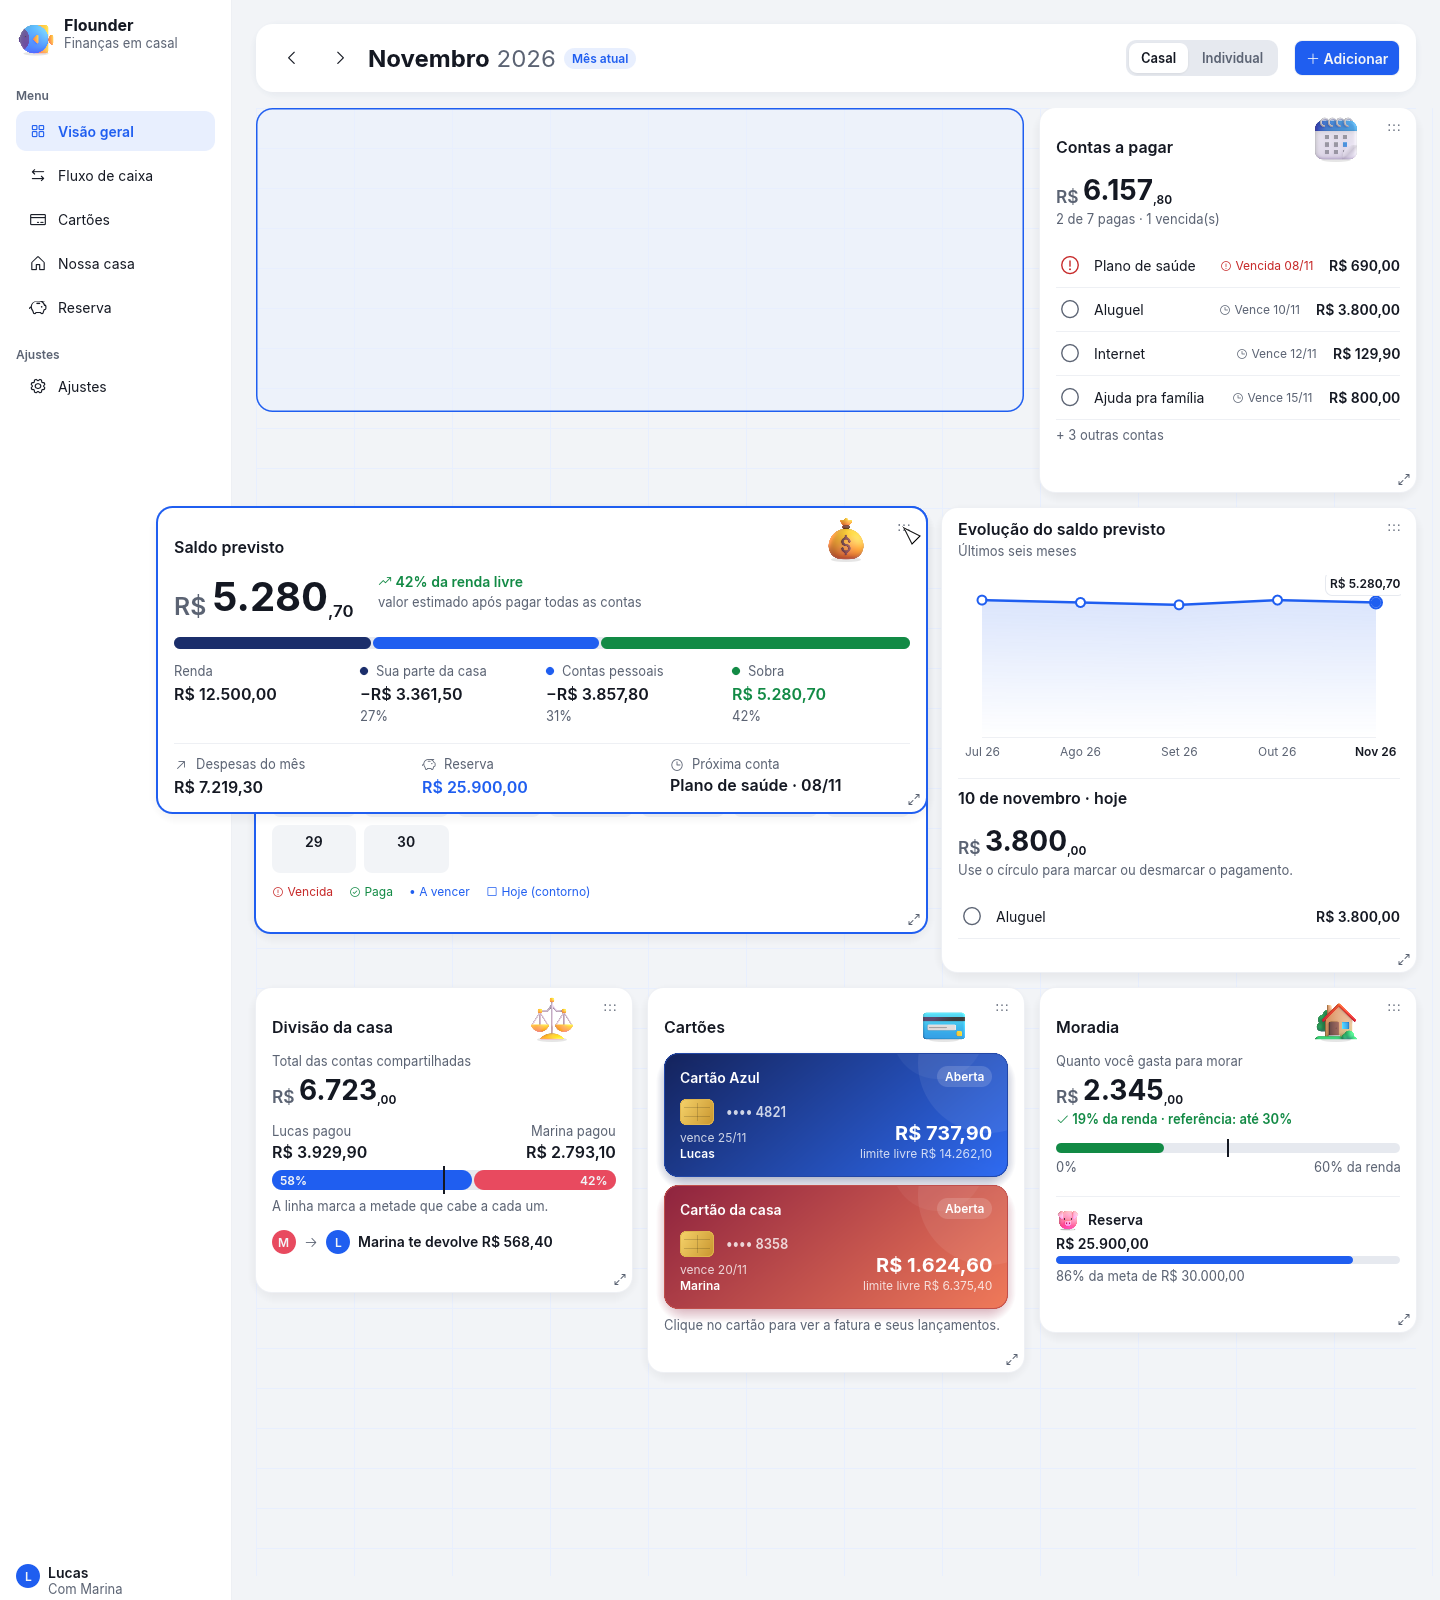 Flounder
Finanças em casal
Menu
Visão geral
Fluxo de caixa
Cartões
Nossa casa
Reserva
Ajustes
Ajustes
Lucas
Com Marina
Novembro 2026 Mês atual
Casal Individual + Adicionar
Contas a pagar
R$ 6.157,80
2 de 7 pagas · 1 vencida(s)
Plano de saúde Vencida 08/11 R$ 690,00
Aluguel Vence 10/11 R$ 3.800,00
Internet Vence 12/11 R$ 129,90
Ajuda pra família Vence 15/11 R$ 800,00
+ 3 outras contas
Saldo previsto
R$ 5.280,70
42% da renda livre
valor estimado após pagar todas as contas
Renda Sua parte da casa Contas pessoais Sobra
R$ 12.500,00 −R$ 3.361,50 −R$ 3.857,80 R$ 5.280,70
27% 31% 42%
Despesas do mês Reserva Próxima conta
R$ 7.219,30 R$ 25.900,00 Plano de saúde · 08/11
29 30
Vencida Paga • A vencer Hoje (contorno)
Evolução do saldo previsto
Últimos seis meses
R$ 5.280,70
Jul 26 Ago 26 Set 26 Out 26 Nov 26
10 de novembro · hoje
R$ 3.800,00
Use o círculo para marcar ou desmarcar o pagamento.
Aluguel R$ 3.800,00
Divisão da casa
Total das contas compartilhadas
R$ 6.723,00
Lucas pagou Marina pagou
R$ 3.929,90 R$ 2.793,10
58% 42%
A linha marca a metade que cabe a cada um.
M → L Marina te devolve R$ 568,40
Cartões
Cartão Azul Aberta
•••• 4821
vence 25/11 R$ 737,90
Lucas limite livre R$ 14.262,10
Cartão da casa Aberta
•••• 8358
vence 20/11 R$ 1.624,60
Marina limite livre R$ 6.375,40
Clique no cartão para ver a fatura e seus lançamentos.
Moradia
Quanto você gasta para morar
R$ 2.345,00
19% da renda · referência: até 30%
0% 60% da renda
Reserva
R$ 25.900,00
86% da meta de R$ 30.000,00